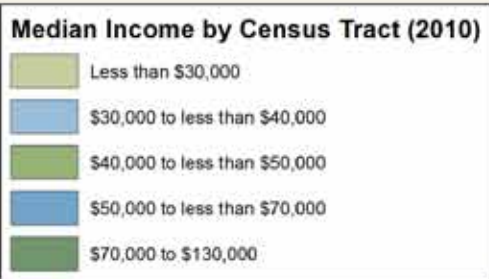 Median Income by Census Tract (2010)
Less than $30,000
$30,000 to less than $40,000
$40,000 to less than $50,000
$50,000 to less than $70,000
$70,000 to $130,000